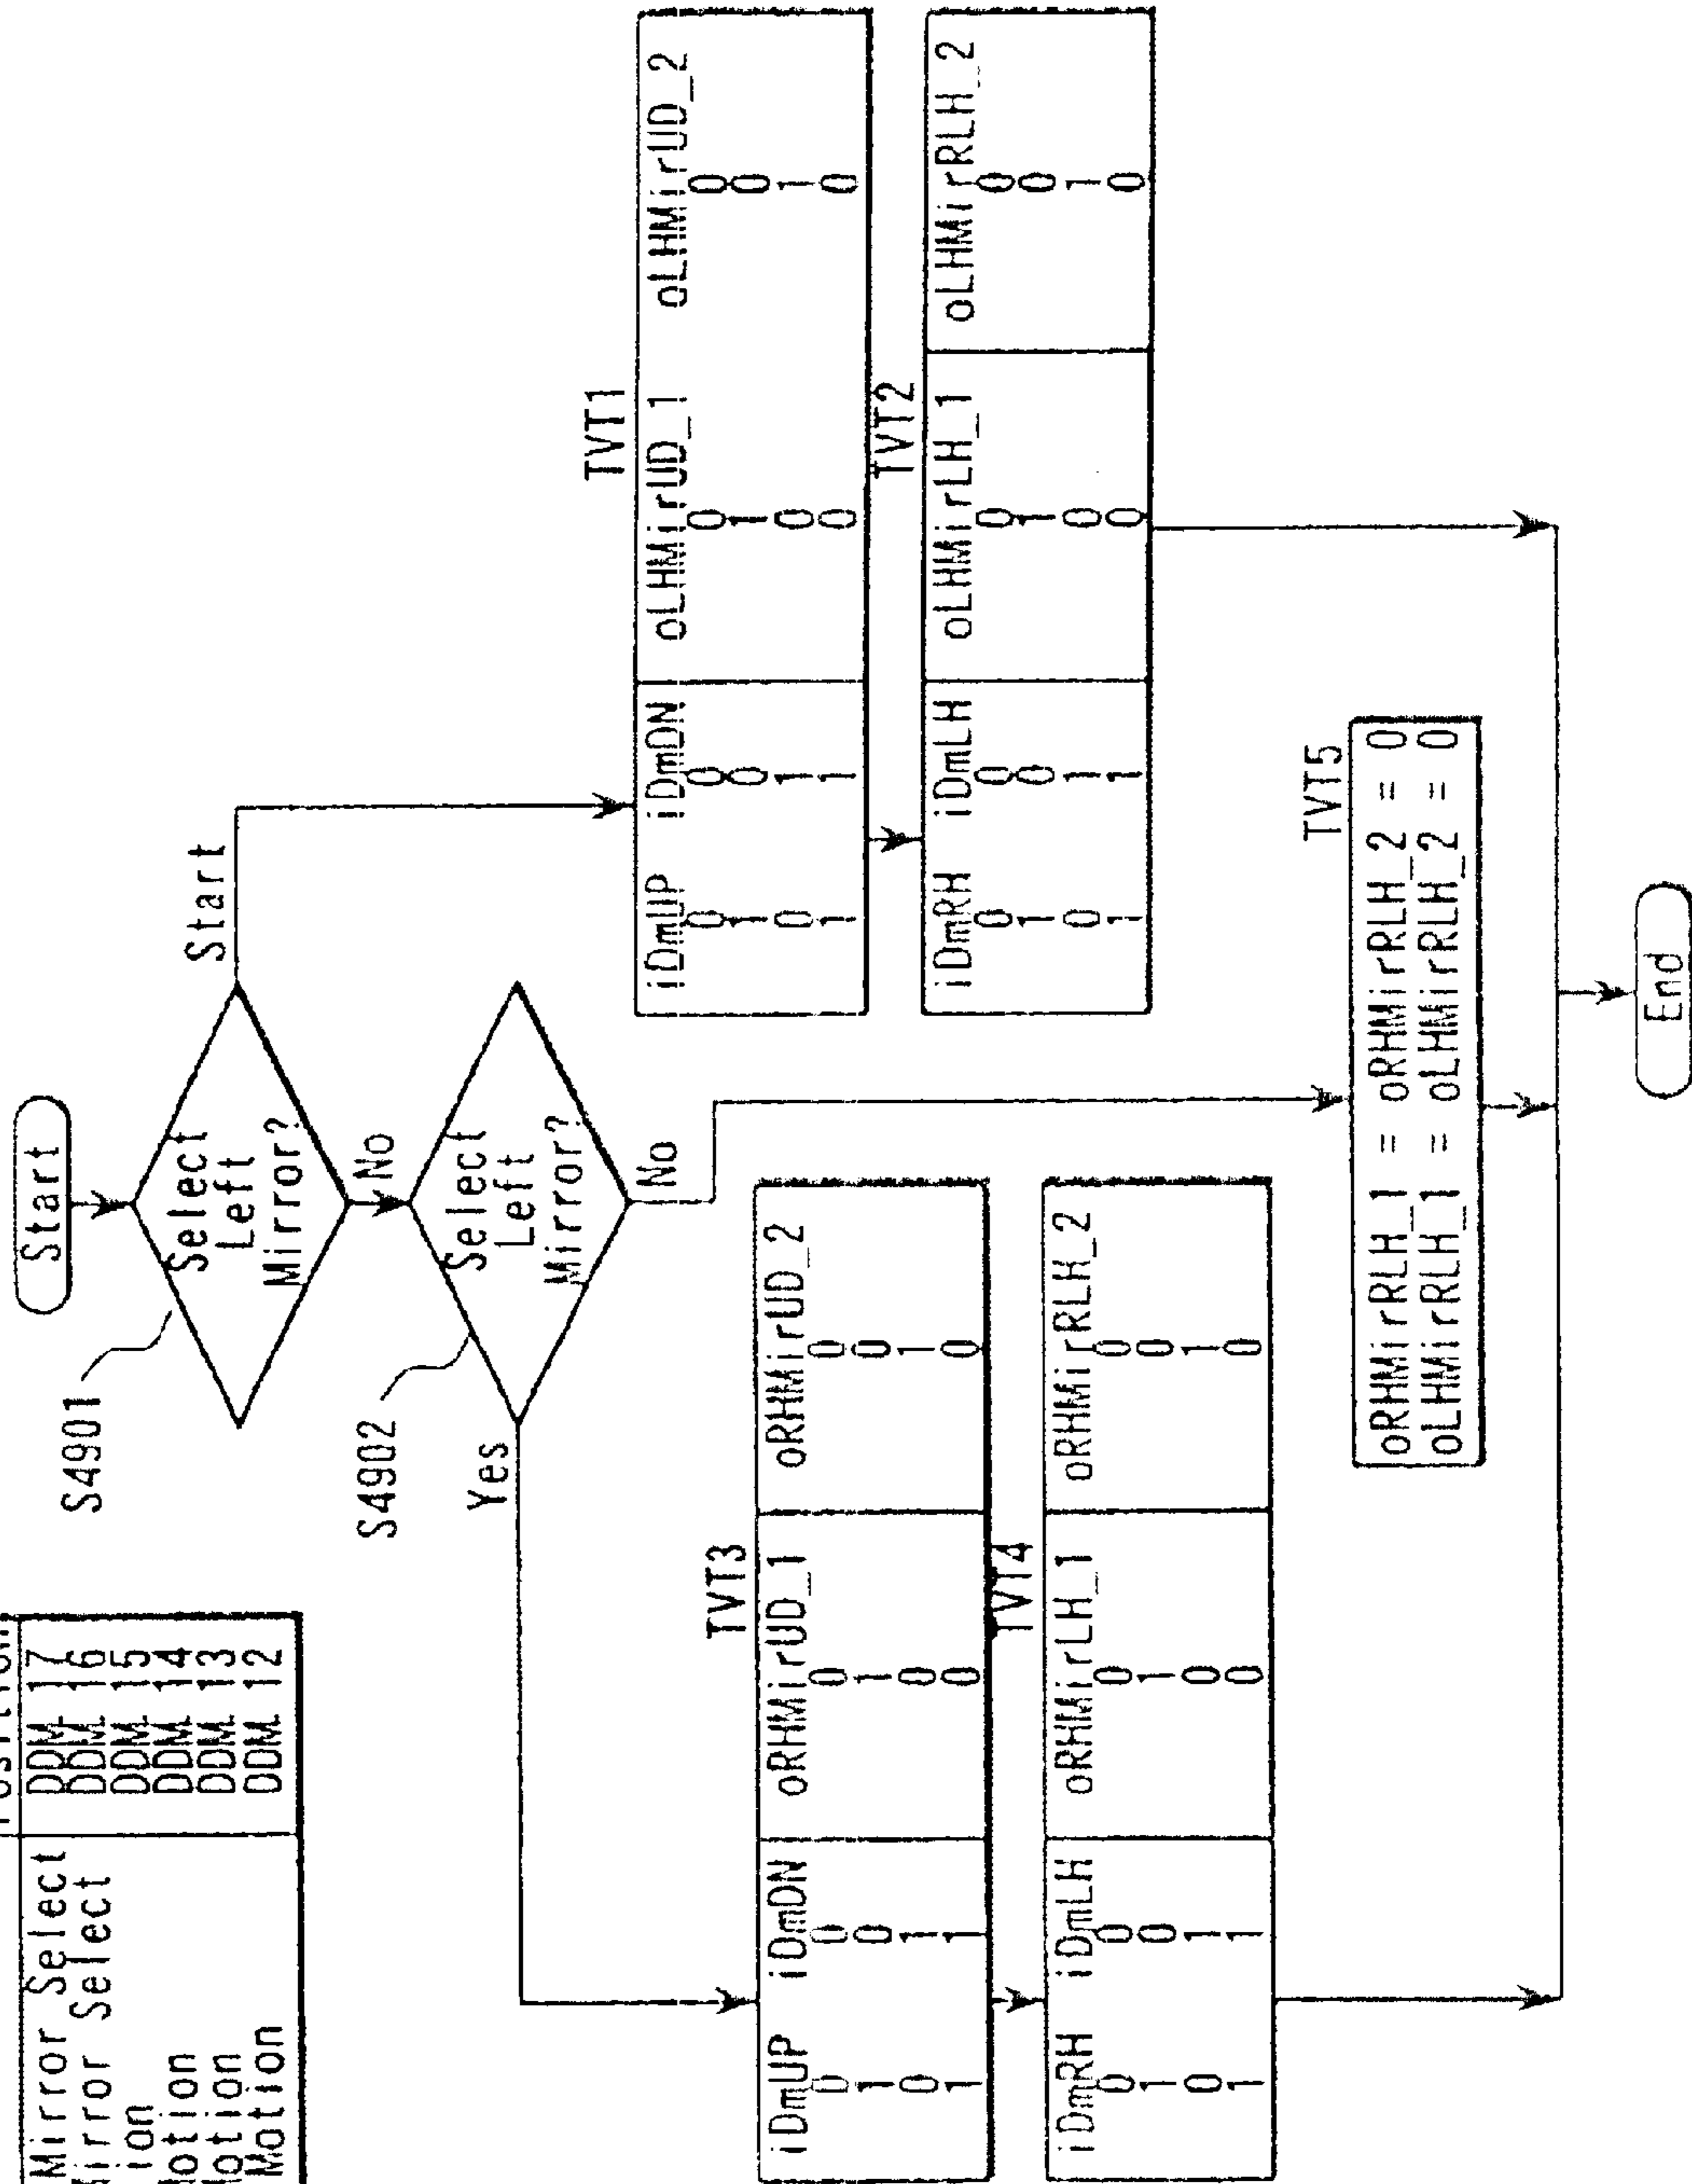 Position
Mirror Select DDM 17
Mirror Select DDM 16
ion DDM 15
Motion DDM 14
Motion DDM 13
Motion DDM 12
Start
S4901
Select
Left
Mirror?
Start
No
S4902
Select
Left
Mirror?
Yes
No
TVT1
iDmUP iDmDN oLHMirUD_1 oLHMirUD_2
0 0 0 0
1 0 1 0
0 1 0 1
1 1 0 0
TVT2
iDmRH iDmLH oLHMirLH_1 oLHMirRLH_2
0 0 0 0
1 0 1 0
0 1 0 1
1 1 0 0
TVT3
iDmUP iDmDN oRHMirUD_1 oRHMirUD_2
0 0 0 0
1 0 1 0
0 1 0 1
1 1 0 0
TVT4
iDmRH iDmLH oRHMirLH_1 oRHMirRLH_2
0 0 0 0
1 0 1 0
0 1 0 1
1 1 0 0
TVT5
oRHMirRLH_1 = oRHMirRLH_2 = 0
oLHMirRLH_1 = oLHMirRLH_2 = 0
End